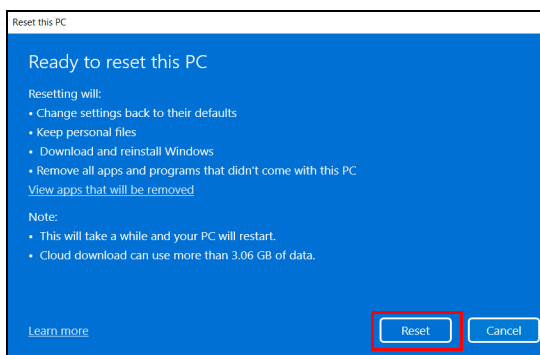 Reset this PC
Ready to reset this PC
Resetting will:
• Change settings back to their defaults
• Keep personal files
• Download and reinstall Windows
• Remove all apps and programs that didn't come with this PC
View apps that will be removed
Note:
• This will take a while and your PC will restart.
• Cloud download can use more than 3.06 GB of data.
Learn more
Reset
Cancel